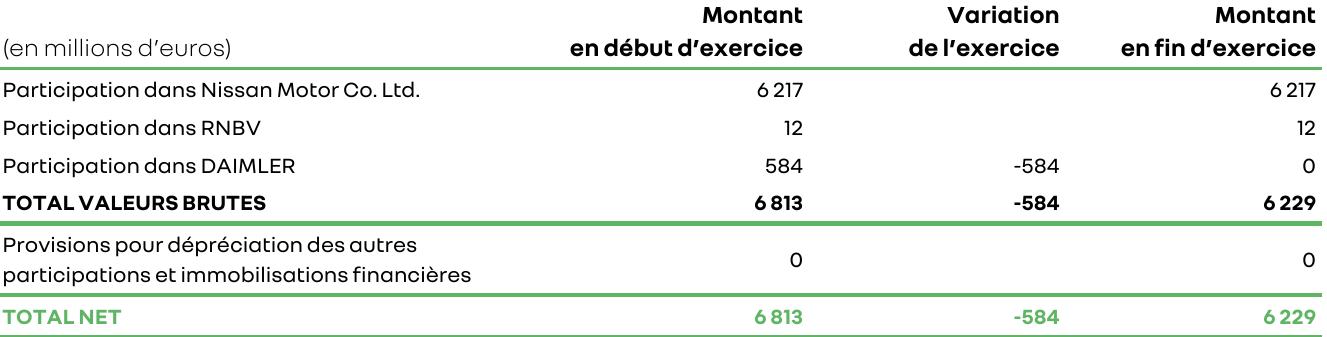 Montant Variation Montant
(en millions d’euros) en début d’exercice de l’exercice en fin d’exercice
Participation dans Nissan Motor Co. Ltd. 6 217 6 217
Participation dans RNBV 12 12
Participation dans DAIMLER 584 -584 0
TOTAL VALEURS BRUTES 6 813 -584 6 229
Provisions pour dépréciation des autres
participations et immobilisations financières 0 0
TOTAL NET 6 813 -584 6 229